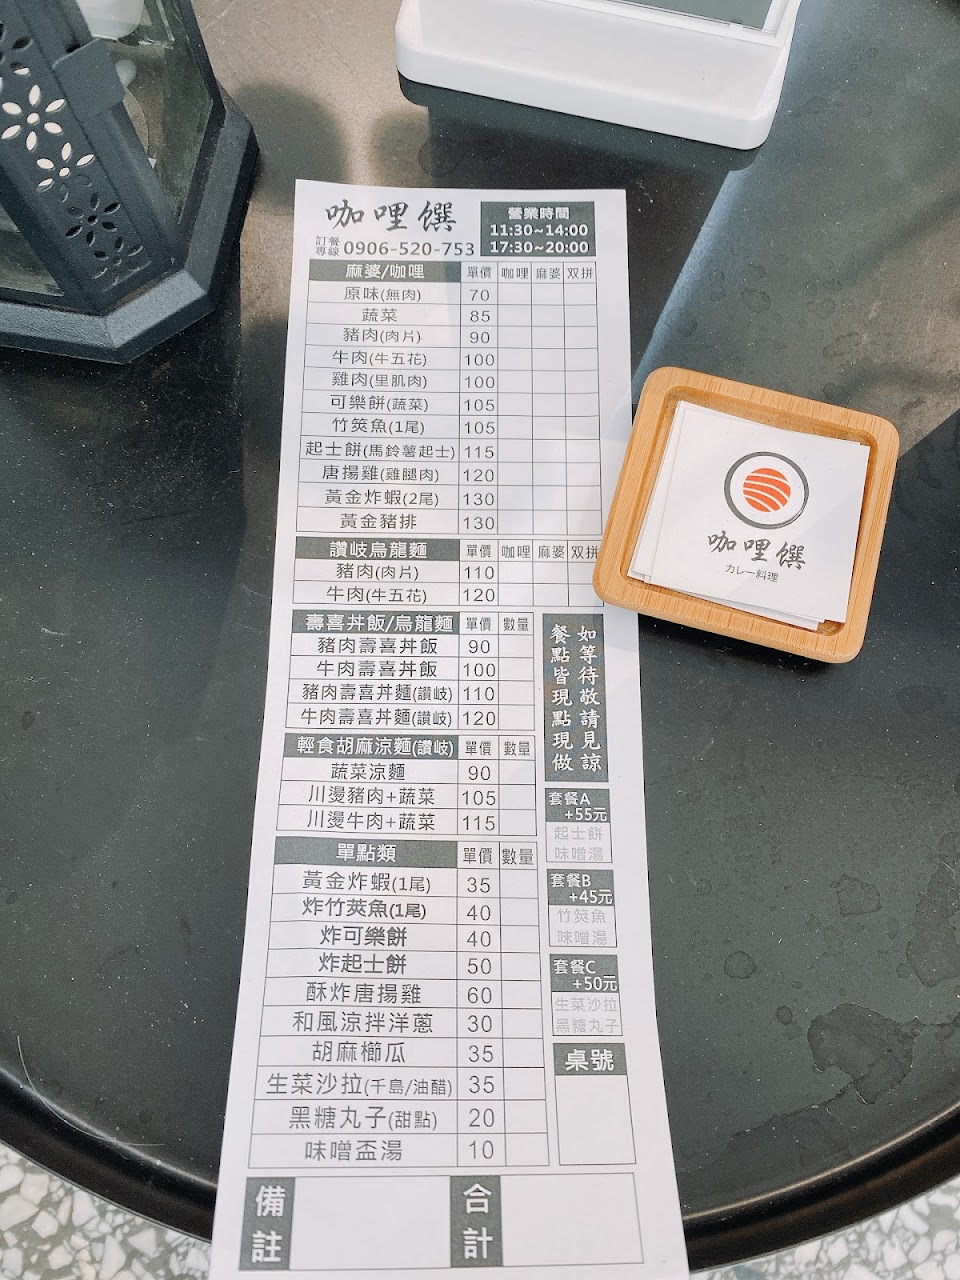 咖哩饌
訂餐專線 0906-520-753
營業時間
11:30~14:00
17:30~20:00
麻婆/咖哩 單價 咖哩 麻婆 双拼
原味(無肉) 70
蔬菜 85
豬肉(肉片) 90
牛肉(牛五花) 100
雞肉(里肌肉) 100
可樂餅(蔬菜) 105
竹筴魚(1尾) 105
起士餅(馬鈴薯起士) 115
唐揚雞(雞腿肉) 120
黃金炸蝦(2尾) 130
黃金豬排 130
讚岐烏龍麵 單價 咖哩 麻婆 双拼
豬肉(肉片) 110
牛肉(牛五花) 120
壽喜丼飯/烏龍麵 單價 數量
豬肉壽喜丼飯 90
牛肉壽喜丼飯 100
豬肉壽喜丼麵(讚岐) 110
牛肉壽喜丼麵(讚岐) 120
輕食胡麻涼麵(讚岐) 單價 數量
蔬菜涼麵 90
川燙豬肉+蔬菜 105
川燙牛肉+蔬菜 115
單點類 單價 數量
黃金炸蝦(1尾) 35
炸竹莢魚(1尾) 40
炸可樂餅 40
炸起士餅 50
酥炸唐揚雞 60
和風涼拌洋蔥 30
胡麻櫛瓜 35
生菜沙拉(千島/油醋) 35
黑糖丸子(甜點) 20
味噌盃湯 10
餐點皆現點現做
如等待敬請見諒
套餐A
+55元
起士餅
味噌湯
套餐B
+45元
竹筴魚
味噌湯
套餐C
+50元
生菜沙拉
黑糖丸子
桌號
備註
合計
咖哩饌
カレー料理